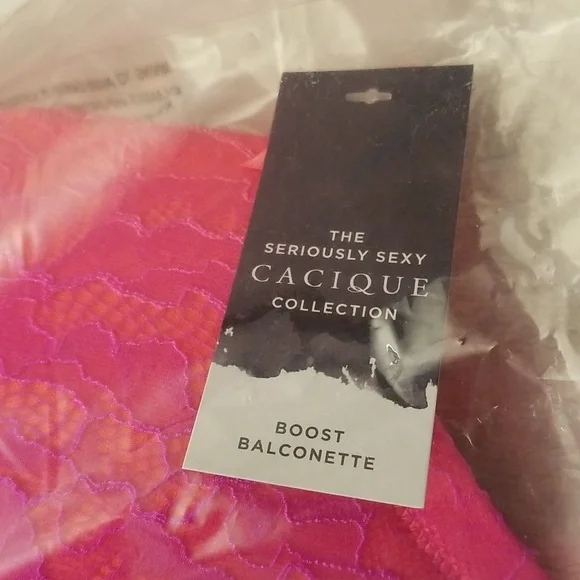 THE
SERIOUSLY SEXY
CACIQUE
COLLECTION
BOOST
BALCONETTE